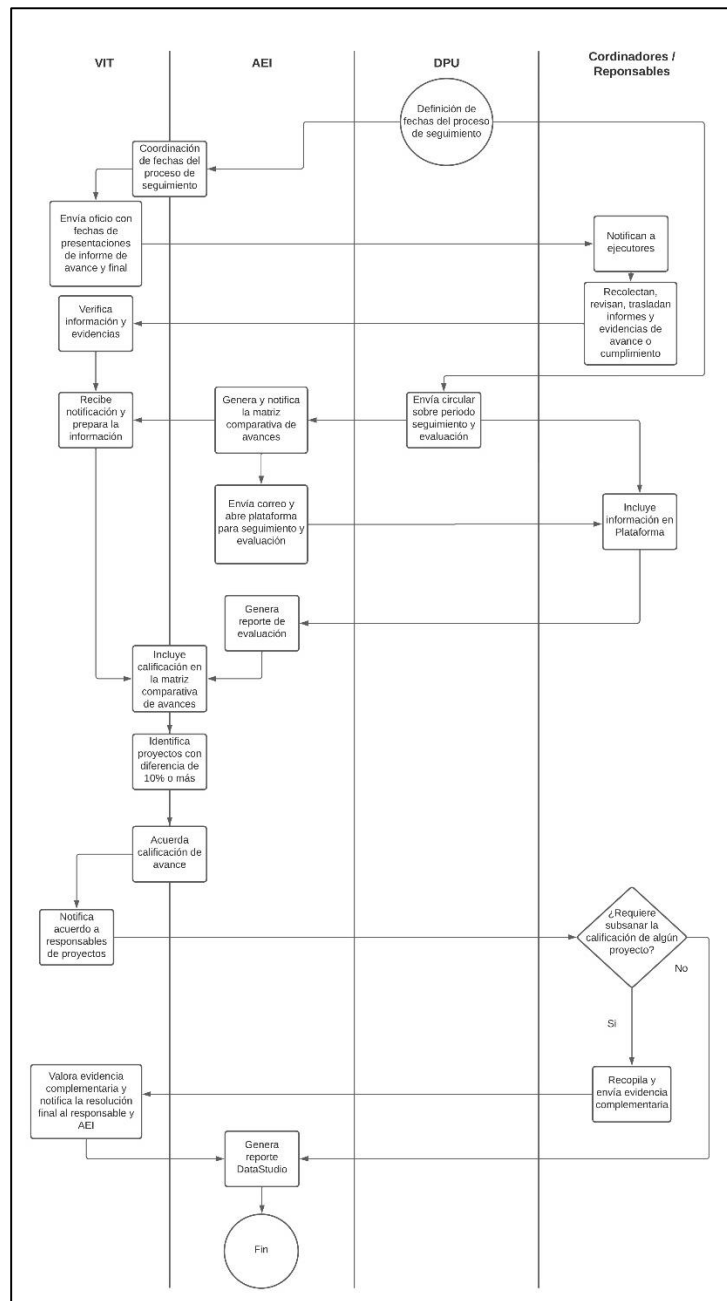 VIT
AEI
DPU
Cordinadores /
Reponsables
Definición de
fechas del proceso
de seguimiento
Coordinación
de fechas del
proceso de
seguimiento
Envía oficio con
fechas de
presentaciones
de informe de
avance y final
Notifican a
ejecutores
Recolectan,
revisan, trasladan
informes y
evidencias de
avance o
cumplimiento
Verifica
información y
evidencias
Recibe
notificación y
prepara la
información
Genera y notifica
la matriz
comparativa de
avances
Envía circular
sobre periodo
seguimiento y
evaluación
Envía correo y
abre plataforma
para seguimiento y
evaluación
Incluye
información en
Plataforma
Genera
reporte de
evaluación
Incluye
calificación en
la matriz
comparativa
de avances
Identifica
proyectos con
diferencia de
10% o más
Acuerda
calificación de
avance
Notifica
acuerdo a
responsables
de proyectos
¿Requiere
subsanar la
calificación de algún
proyecto?
No
Si
Valora evidencia
complementaria y
notifica la resolución
final al responsable y
AEI
Recopila y
envía evidencia
complementaria
Genera
reporte
DataStudio
Fin